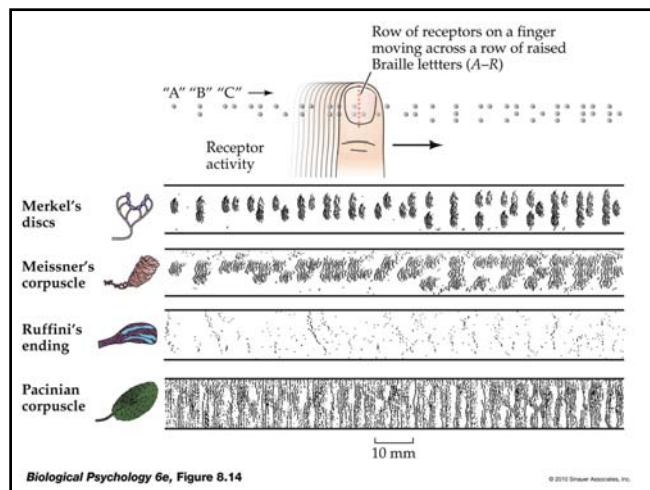 Row of receptors on a finger
moving across a row of raised
Braille lettters (A–R)
“A” “B” “C”
Receptor
activity
Merkel’s
discs
Meissner’s
corpuscle
Ruffini’s
ending
Pacinian
corpuscle
10 mm
Biological Psychology 6e, Figure 8.14
© 2010 Sinauer Associates, Inc.